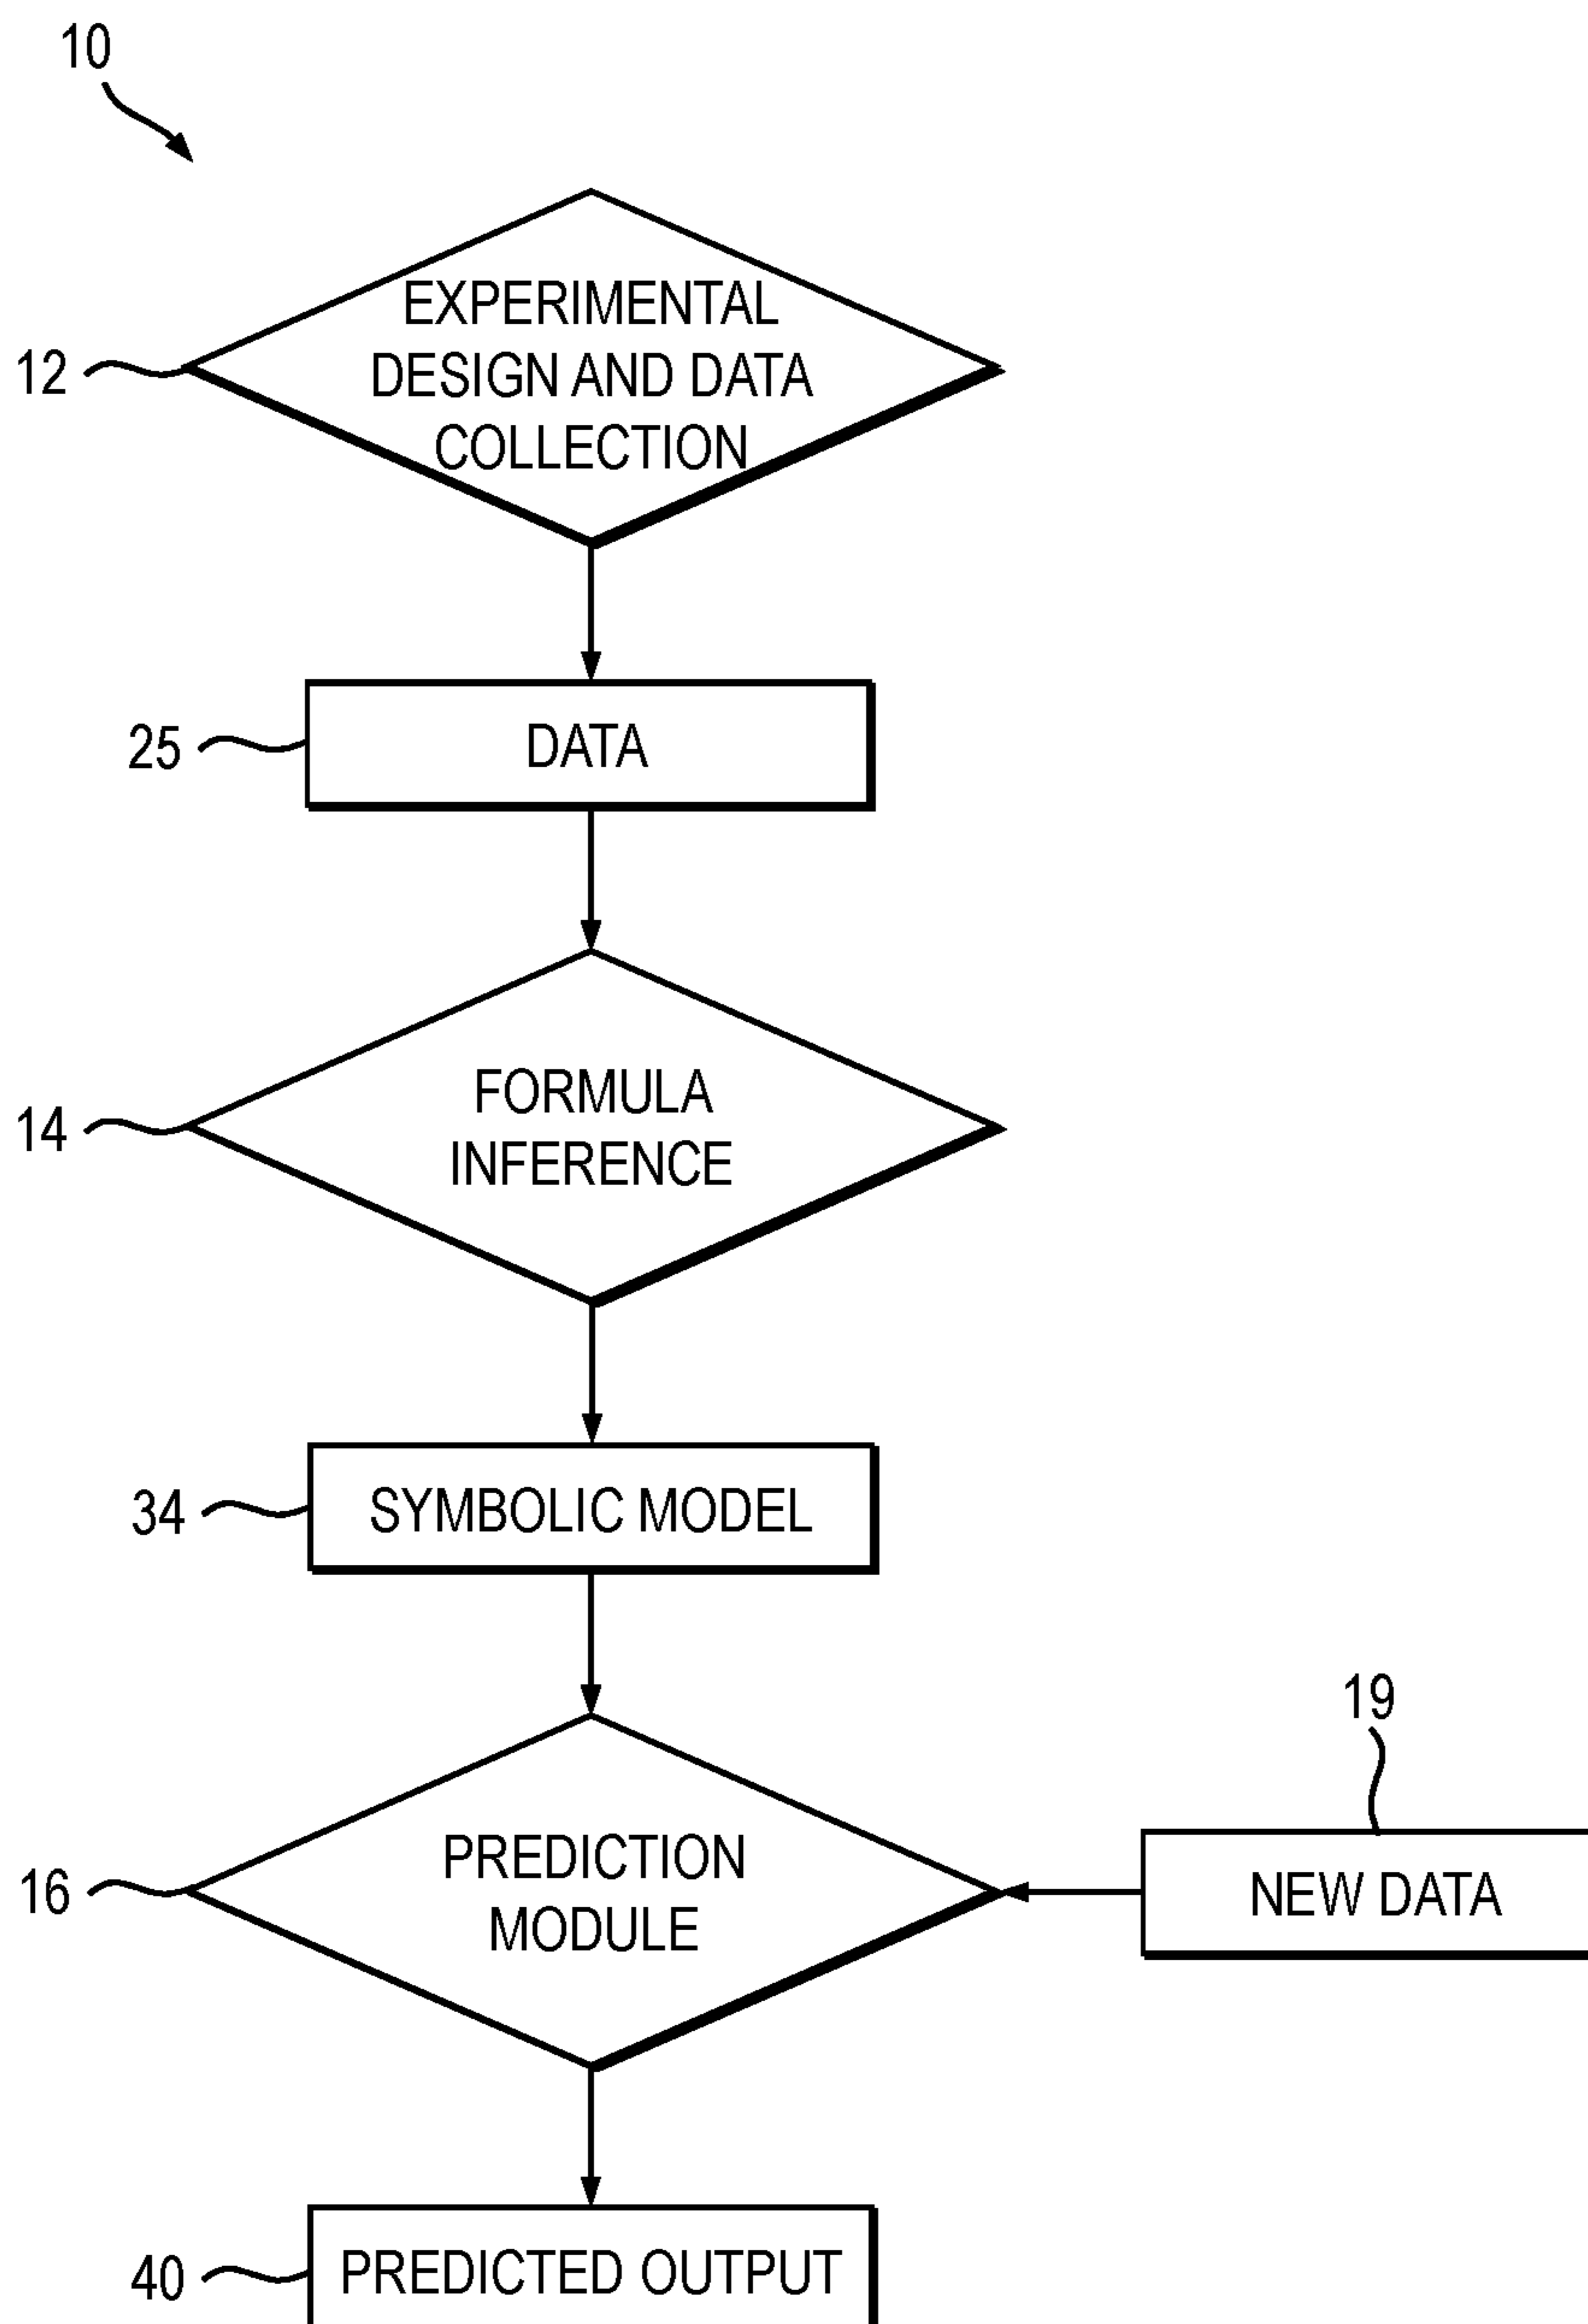 10
EXPERIMENTAL
DESIGN AND DATA
COLLECTION
12
DATA
25
FORMULA
INFERENCE
14
SYMBOLIC MODEL
34
19
PREDICTION
MODULE
16
NEW DATA
PREDICTED OUTPUT
40